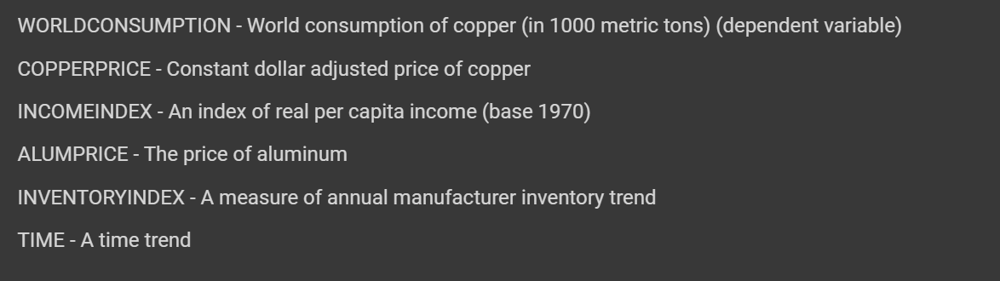 WORLDCONSUMPTION - World consumption of copper (in 1000 metric tons) (dependent variable)
COPPERPRICE - Constant dollar adjusted price of copper
INCOMEINDEX - An index of real per capita income (base 1970)
ALUMPRICE - The price of aluminum
INVENTORYINDEX - A measure of annual manufacturer inventory trend
TIME - A time trend